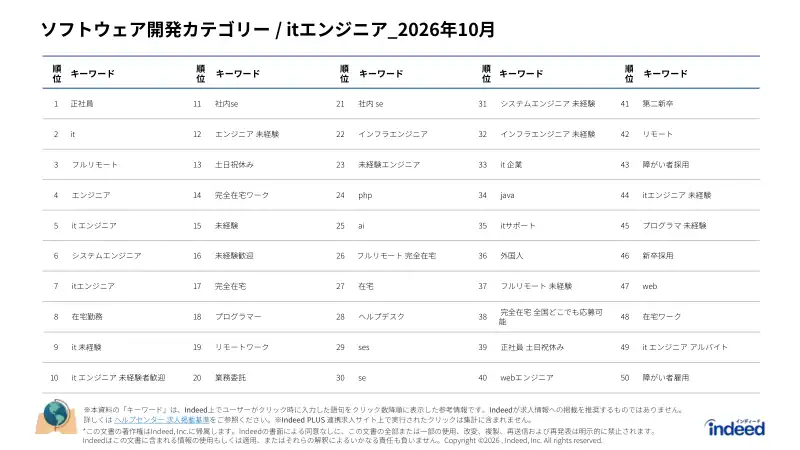 ソフトウェア開発カテゴリー / itエンジニア_2026年10月
順位 キーワード 順位 キーワード 順位 キーワード 順位 キーワード 順位 キーワード
1 正社員 11 社内se 21 社内 se 31 システムエンジニア 未経験 41 第二新卒
2 it 12 エンジニア 未経験 22 インフラエンジニア 32 インフラエンジニア 未経験 42 リモート
3 フルリモート 13 土日祝休み 23 未経験エンジニア 33 it 企業 43 障がい者採用
4 エンジニア 14 完全在宅ワーク 24 php 34 java 44 itエンジニア 未経験
5 it エンジニア 15 未経験 25 ai 35 itサポート 45 プログラマ 未経験
6 システムエンジニア 16 未経験歓迎 26 フルリモート 完全在宅 36 外国人 46 新卒採用
7 itエンジニア 17 完全在宅 27 在宅 37 フルリモート 未経験 47 web
8 在宅勤務 18 プログラマー 28 ヘルプデスク 38 完全在宅 全国どこでも応募可能 48 在宅ワーク
9 it 未経験 19 リモートワーク 29 ses 39 正社員 土日祝休み 49 it エンジニア アルバイト
10 it エンジニア 未経験者歓迎 20 業務委託 30 se 40 webエンジニア 50 障がい者雇用
※本資料の「キーワード」は、Indeed上でユーザーがクリック時に入力した語句をクリック数降順に表示した参考情報です。Indeedが求人情報への掲載を推奨するものではありません。
詳しくは ヘルプセンター 求人掲載基準をご参照ください。※Indeed PLUS 連携求人サイト上で実行されたクリックは集計に含まれません。
*この文書の著作権はIndeed, Inc.に帰属します。Indeedの書面による同意なしに、この文書の全部または一部の使用、改変、複製、再送信および再発表は明示的に禁止されます。
Indeedはこの文書に含まれる情報の使用もしくは適用、またはそれらの解釈によるいかなる責任も負いません。Copyright ©2026 , Indeed, Inc. All rights reserved.
インディード
indeed